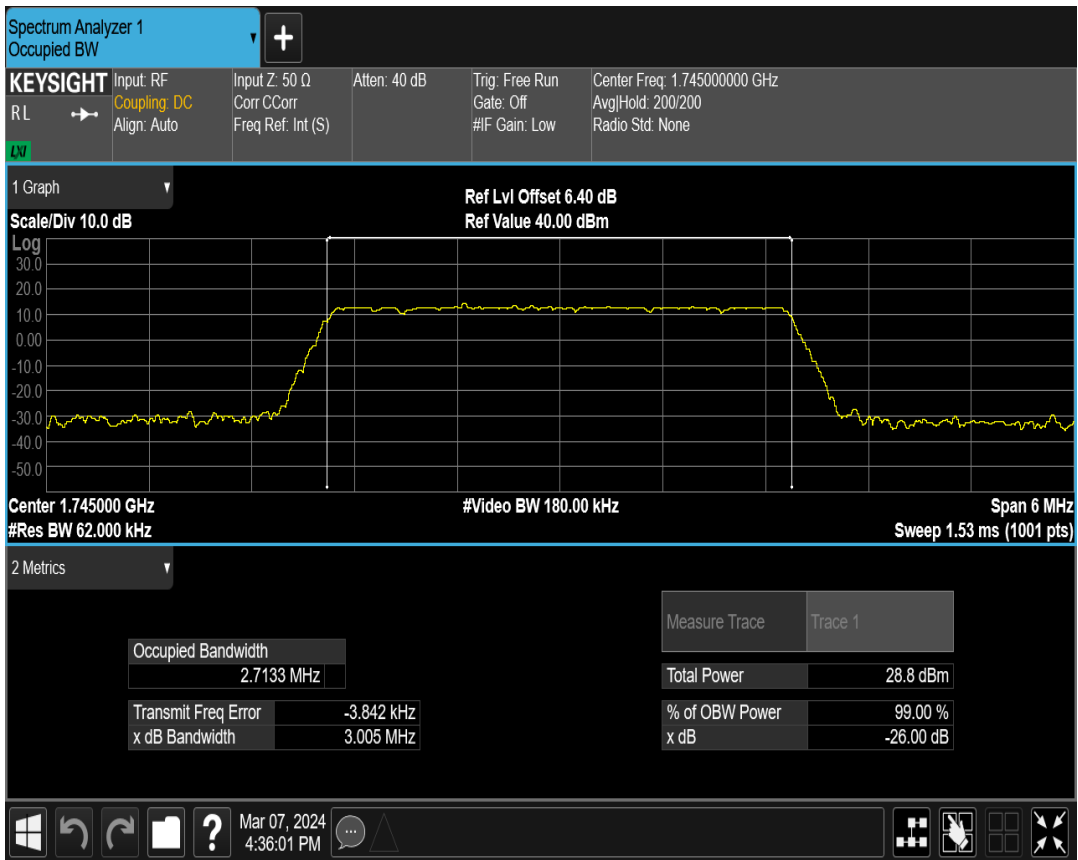 Spectrum Analyzer 1
Occupied BW
KEYSIGHT
RL
LXI
Input: RF
Coupling: DC
Align: Auto
Input Z: 50 Ω
Corr CCorr
Freq Ref: Int (S)
Atten: 40 dB
Trig: Free Run
Gate: Off
#IF Gain: Low
Center Freq: 1.745000000 GHz
Avg|Hold: 200/200
Radio Std: None
1 Graph
Scale/Div 10.0 dB
Ref Lvl Offset 6.40 dB
Ref Value 40.00 dBm
Log
30.0
20.0
10.0
0.00
-10.0
-20.0
-30.0
-40.0
-50.0
Center 1.745000 GHz
#Video BW 180.00 kHz
Span 6 MHz
#Res BW 62.000 kHz
Sweep 1.53 ms (1001 pts)
2 Metrics
Measure Trace Trace 1
Occupied Bandwidth
2.7133 MHz
Total Power 28.8 dBm
Transmit Freq Error -3.842 kHz
% of OBW Power 99.00 %
x dB Bandwidth 3.005 MHz
x dB -26.00 dB
?
Mar 07, 2024
4:36:01 PM